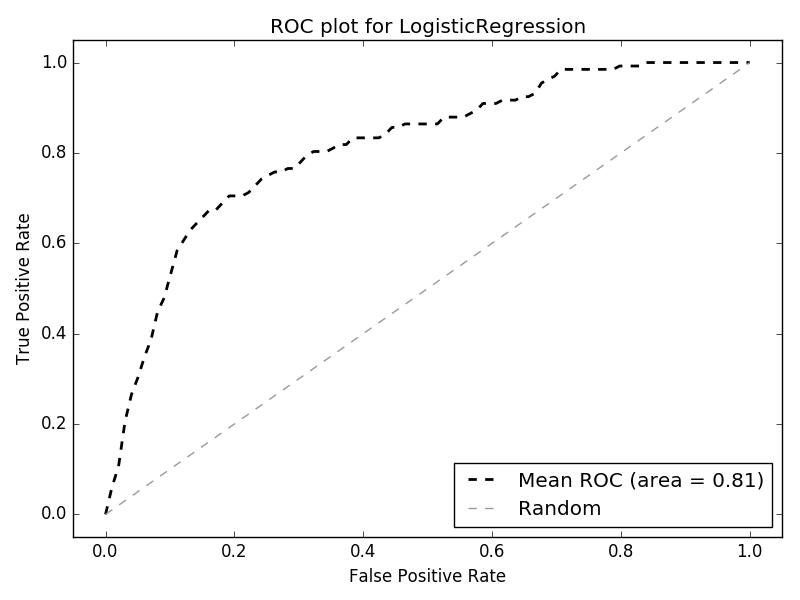 ROC plot for LogisticRegression
True Positive Rate
1.0
0.8
0.6
0.4
0.2
0.0
Mean ROC (area = 0.81)
Random
0.0 0.2 0.4 0.6 0.8 1.0
False Positive Rate